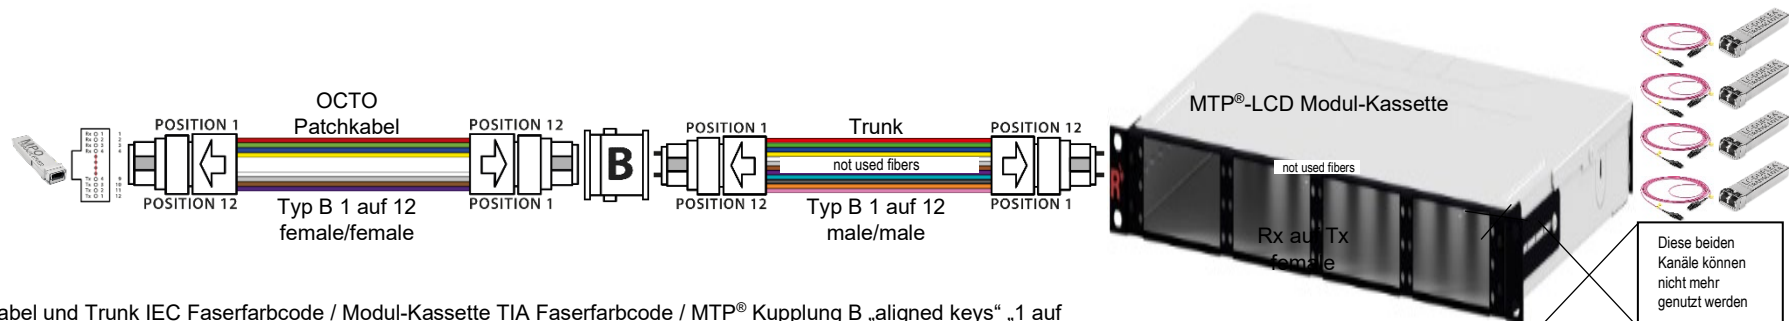 OCTO
Patchkabel
POSITION 1
POSITION 12
POSITION 12
Typ B 1 auf 12
female/female
POSITION 1
B
POSITION 1
Trunk
POSITION 12
not used fibers
POSITION 12
Typ B 1 auf 12
male/male
POSITION 1
MTP®-LCD Modul-Kassette
not used fibers
R
Rx auf Tx
female
Diese beiden
Kanäle können
nicht mehr
genutzt werden
abel und Trunk IEC Faserfarbcode / Modul-Kassette TIA Faserfarbcode / MTP® Kupplung B „aligned keys“ „1 auf